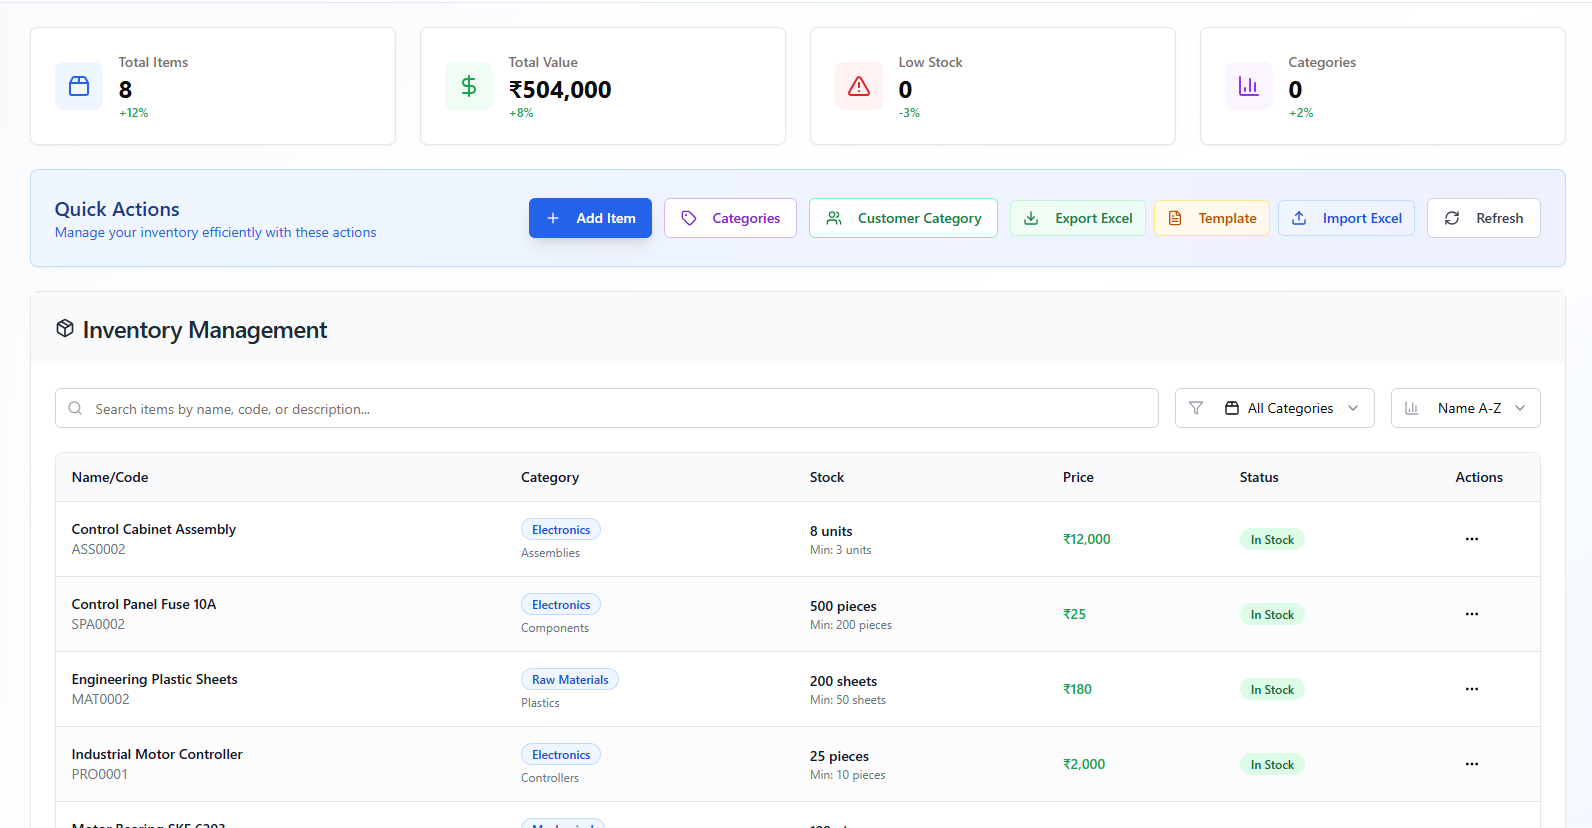 Total Items
8
+12%
Total Value
₹504,000
+8%
Low Stock
0
-3%
Categories
0
+2%
Quick Actions
Manage your inventory efficiently with these actions
Add Item
Categories
Customer Category
Export Excel
Template
Import Excel
Refresh
Inventory Management
Search items by name, code, or description...
All Categories
Name A-Z
Name/Code Category Stock Price Status Actions
Control Cabinet Assembly
ASS0002
Electronics
Assemblies
8 units
Min: 3 units
₹12,000
In Stock
Control Panel Fuse 10A
SPA0002
Electronics
Components
500 pieces
Min: 200 pieces
₹25
In Stock
Engineering Plastic Sheets
MAT0002
Raw Materials
Plastics
200 sheets
Min: 50 sheets
₹180
In Stock
Industrial Motor Controller
PRO0001
Electronics
Controllers
25 pieces
Min: 10 pieces
₹2,000
In Stock
Motor Bearing SKF 6203